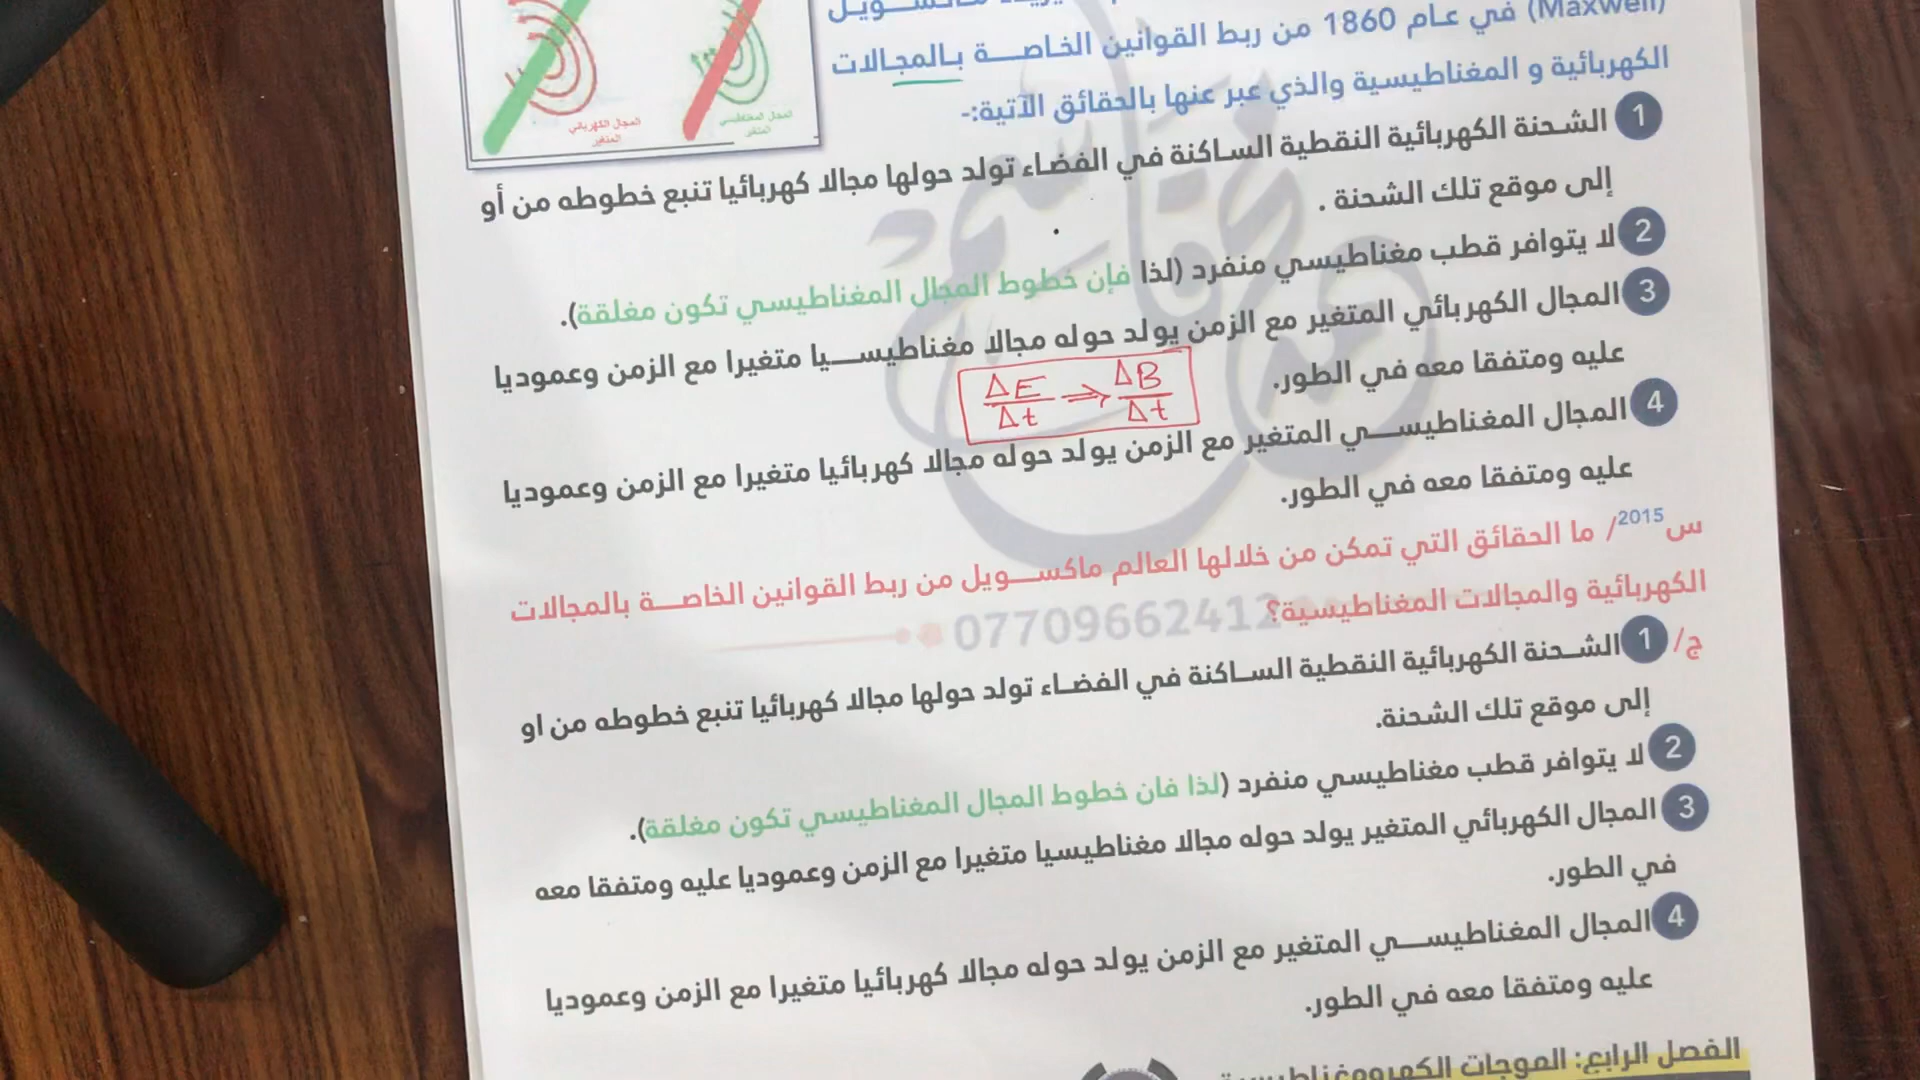 (Maxwell) في عام 1860 من ربط القوانين الخاصة بالمجالات
الكهربائية و المغناطيسية والذي عبر عنها بالحقائق الآتية:-
المجال الكهربائي
المتغير
المجال المغناطيسي
المتغير
1 الشحنة الكهربائية النقطية الساكنة في الفضاء تولد حولها مجالا كهربائيا تنبع خطوطه من أو
إلى موقع تلك الشحنة .
2 لا يتوافر قطب مغناطيسي منفرد (لذا فإن خطوط المجال المغناطيسي تكون مغلقة).
3 المجال الكهربائي المتغير مع الزمن يولد حوله مجالا مغناطيسيا متغيرا مع الزمن وعموديا
عليه ومتفقا معه في الطور.
ΔE/Δt ⇒ ΔB/Δt
4 المجال المغناطيسي المتغير مع الزمن يولد حوله مجالا كهربائيا متغيرا مع الزمن وعموديا
عليه ومتفقا معه في الطور.
س2015/ ما الحقائق التي تمكن من خلالها العالم ماكسويل من ربط القوانين الخاصة بالمجالات
الكهربائية والمجالات المغناطيسية؟
07709662412
ج/ 1 الشحنة الكهربائية النقطية الساكنة في الفضاء تولد حولها مجالا كهربائيا تنبع خطوطه من او
إلى موقع تلك الشحنة.
2 لا يتوافر قطب مغناطيسي منفرد (لذا فان خطوط المجال المغناطيسي تكون مغلقة).
3 المجال الكهربائي المتغير يولد حوله مجالا مغناطيسيا متغيرا مع الزمن وعموديا عليه ومتفقا معه
في الطور.
4 المجال المغناطيسي المتغير مع الزمن يولد حوله مجالا كهربائيا متغيرا مع الزمن وعموديا
عليه ومتفقا معه في الطور.
الفصل الرابع: الموجات الكهرومغناطيسية